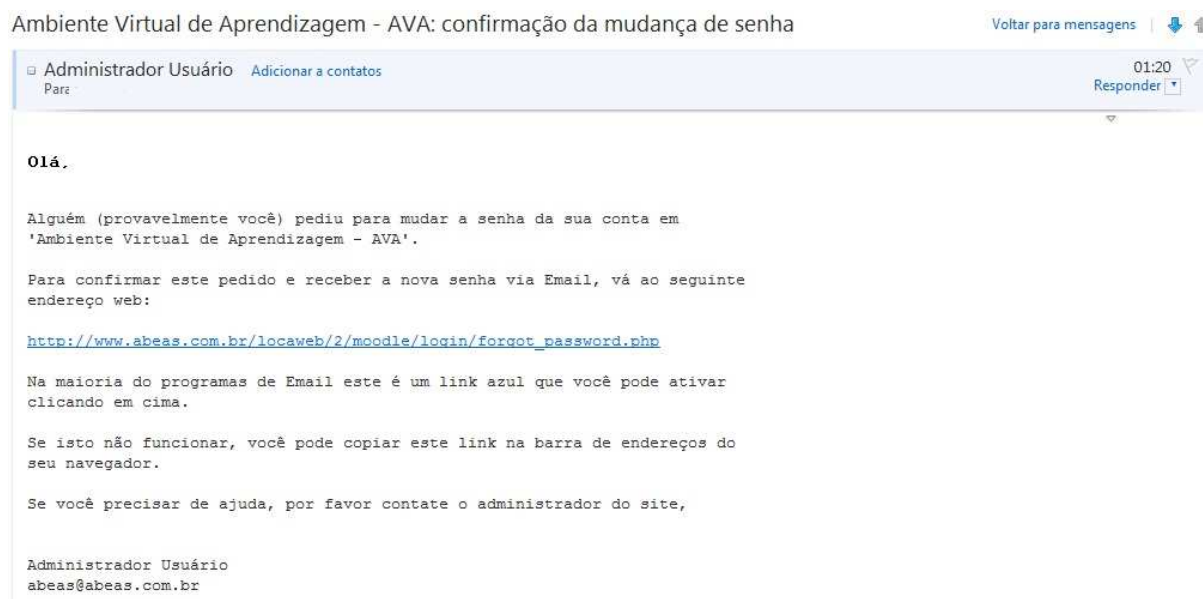 Ambiente Virtual de Aprendizagem - AVA: confirmação da mudança de senha
Voltar para mensagens
Administrador Usuário Adicionar a contatos
01:20
Para
Responder
Olá,
Alguém (provavelmente você) pediu para mudar a senha da sua conta em
'Ambiente Virtual de Aprendizagem - AVA'.
Para confirmar este pedido e receber a nova senha via Email, vá ao seguinte
endereço web:
http://www.abeas.com.br/locaweb/2/moodle/login/forgot_password.php
Na maioria do programas de Email este é um link azul que você pode ativar
clicando em cima.
Se isto não funcionar, você pode copiar este link na barra de endereços do
seu navegador.
Se você precisar de ajuda, por favor contate o administrador do site,
Administrador Usuário
abeas@abeas.com.br